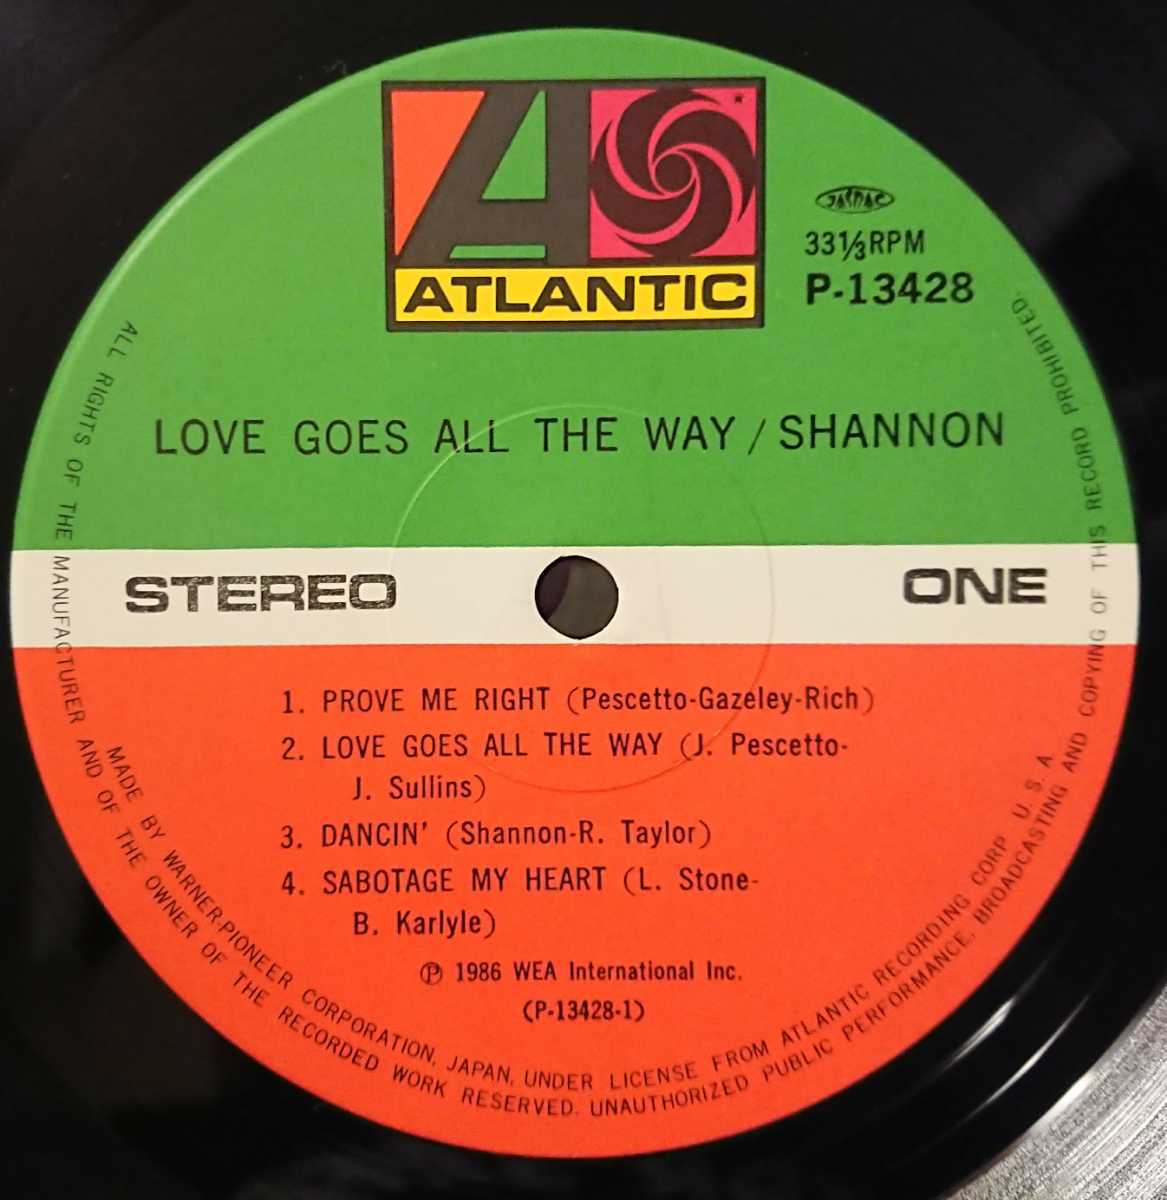 ATLANTIC
JASRAC
33⅓RPM
P-13428
LOVE GOES ALL THE WAY / SHANNON
STEREO
ONE
1. PROVE ME RIGHT (Pescetto-Gazeley-Rich)
2. LOVE GOES ALL THE WAY (J. Pescetto-
J. Sullins)
3. DANCIN' (Shannon-R. Taylor)
4. SABOTAGE MY HEART (L. Stone-
B. Karlyle)
Ⓟ 1986 WEA International Inc.
(P-13428-1)
MADE BY WARNER-PIONEER CORPORATION, JAPAN, UNDER LICENSE FROM ATLANTIC RECORDING CORP. U. S. A
ALL RIGHTS OF THE MANUFACTURER AND OF THE OWNER OF THE RECORDED WORK RESERVED. UNAUTHORIZED PUBLIC PERFORMANCE, BROADCASTING AND COPYING OF THIS RECORD PROHIBITED.